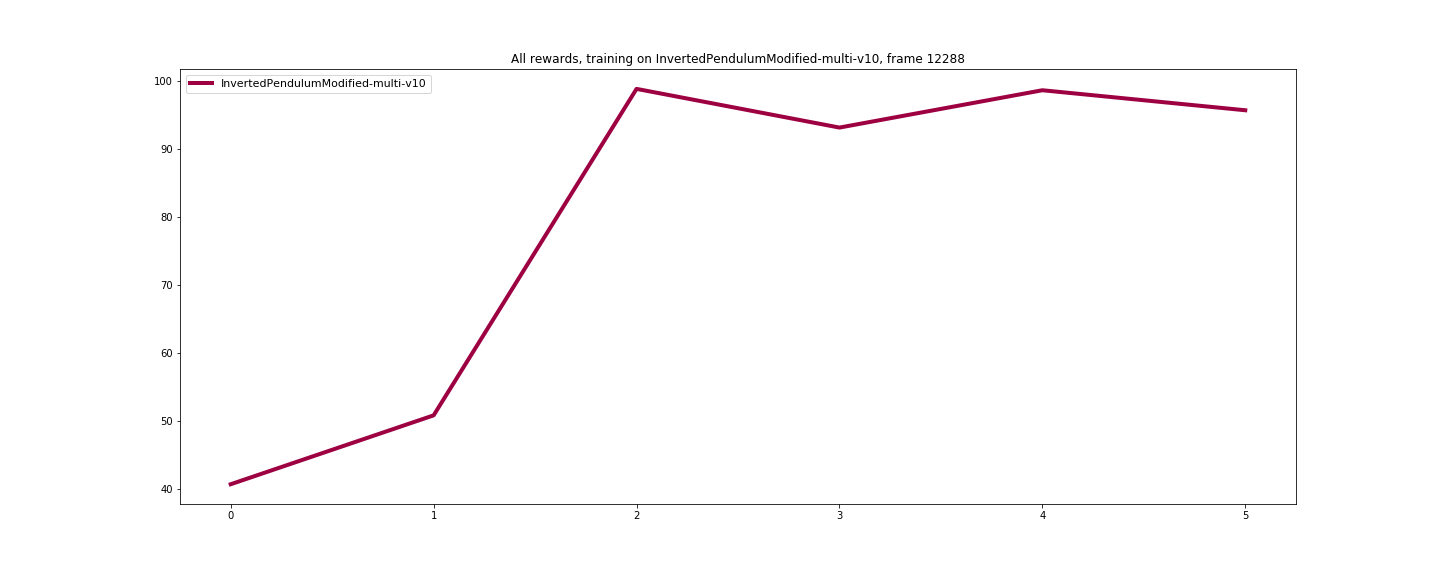 All rewards, training on InvertedPendulumModified-multi-v10, frame 12288
InvertedPendulumModified-multi-v10
100
90
80
70
60
50
40
0 1 2 3 4 5